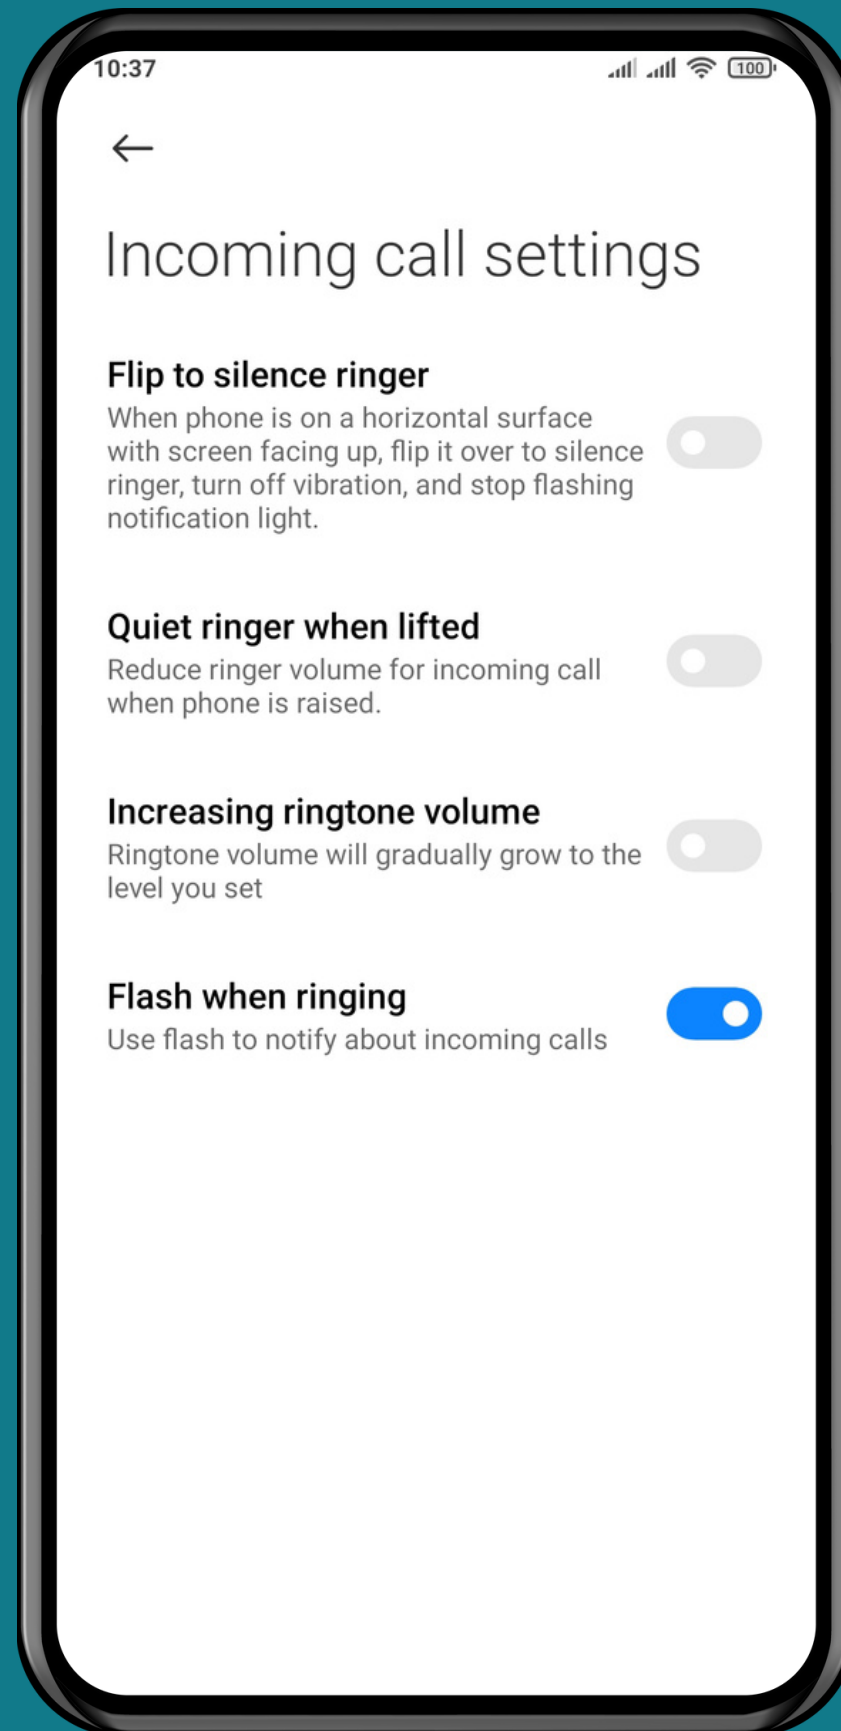 10:37
100
Incoming call settings
Flip to silence ringer
When phone is on a horizontal surface
with screen facing up, flip it over to silence
ringer, turn off vibration, and stop flashing
notification light.
Quiet ringer when lifted
Reduce ringer volume for incoming call
when phone is raised.
Increasing ringtone volume
Ringtone volume will gradually grow to the
level you set
Flash when ringing
Use flash to notify about incoming calls